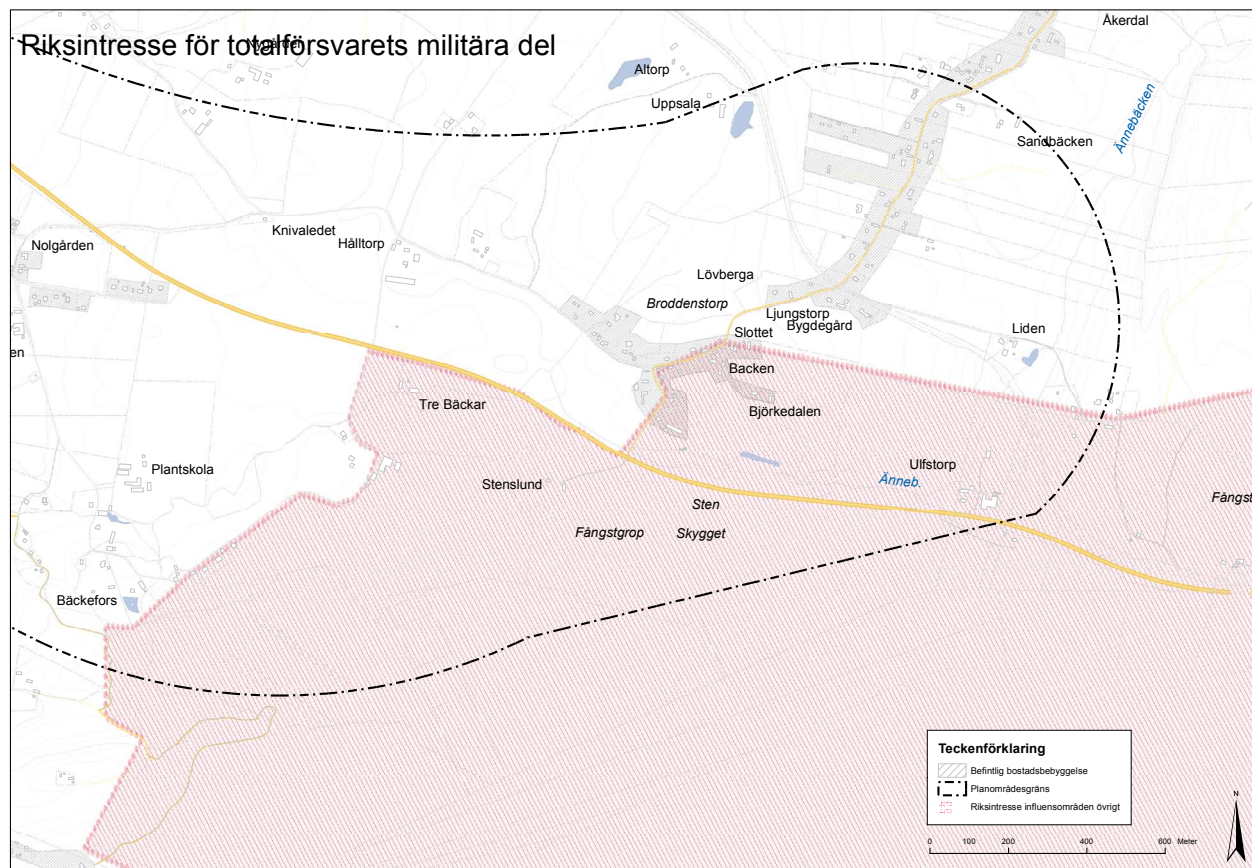 Riksintresse för totalförsvarets militära del
Nygården
Åkerdal
Altorp
Uppsala
Ännebäcken
Sandbäcken
Knivaledet
Hålltorp
Nolgården
Lövberga
Broddenstorp
Ljungstorp
Bygdegård
Slottet
Liden
en
Backen
Tre Bäckar
Björkedalen
Plantskola
Ulfstorp
Stenslund
Änneb.
Sten
Fångst
Fångstgrop
Skygget
Bäckefors
Teckenförklaring
Befintlig bostadsbebyggelse
Planområdesgräns
Riksintresse influensområden övrigt
N
0 200 400 600 Meter